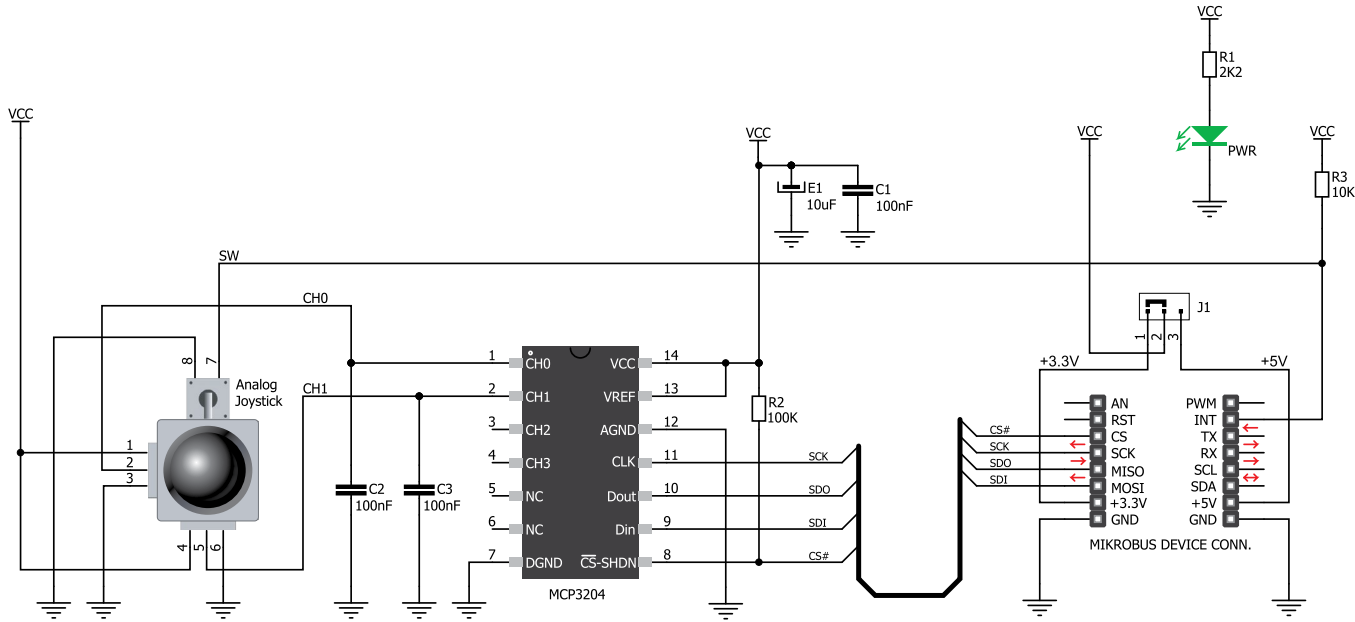 VCC
R1
2K2
PWR
VCC
VCC
VCC
VCC
R3
10K
E1
10uF
C1
100nF
SW
CH0
J1
1
2
3
+3.3V
+5V
8
7
Analog
Joystick
CH1
1
2
3
4
5
6
C2
100nF
C3
100nF
1
2
3
4
5
6
7
CH0
CH1
CH2
CH3
NC
NC
DGND
VCC
VREF
AGND
CLK
Dout
Din
CS-SHDN
14
13
12
11
10
9
8
MCP3204
R2
100K
SCK
SDO
SDI
CS#
CS#
SCK
SDO
SDI
AN
RST
CS
SCK
MISO
MOSI
+3.3V
GND
PWM
INT
TX
RX
SCL
SDA
+5V
GND
MIKROBUS DEVICE CONN.